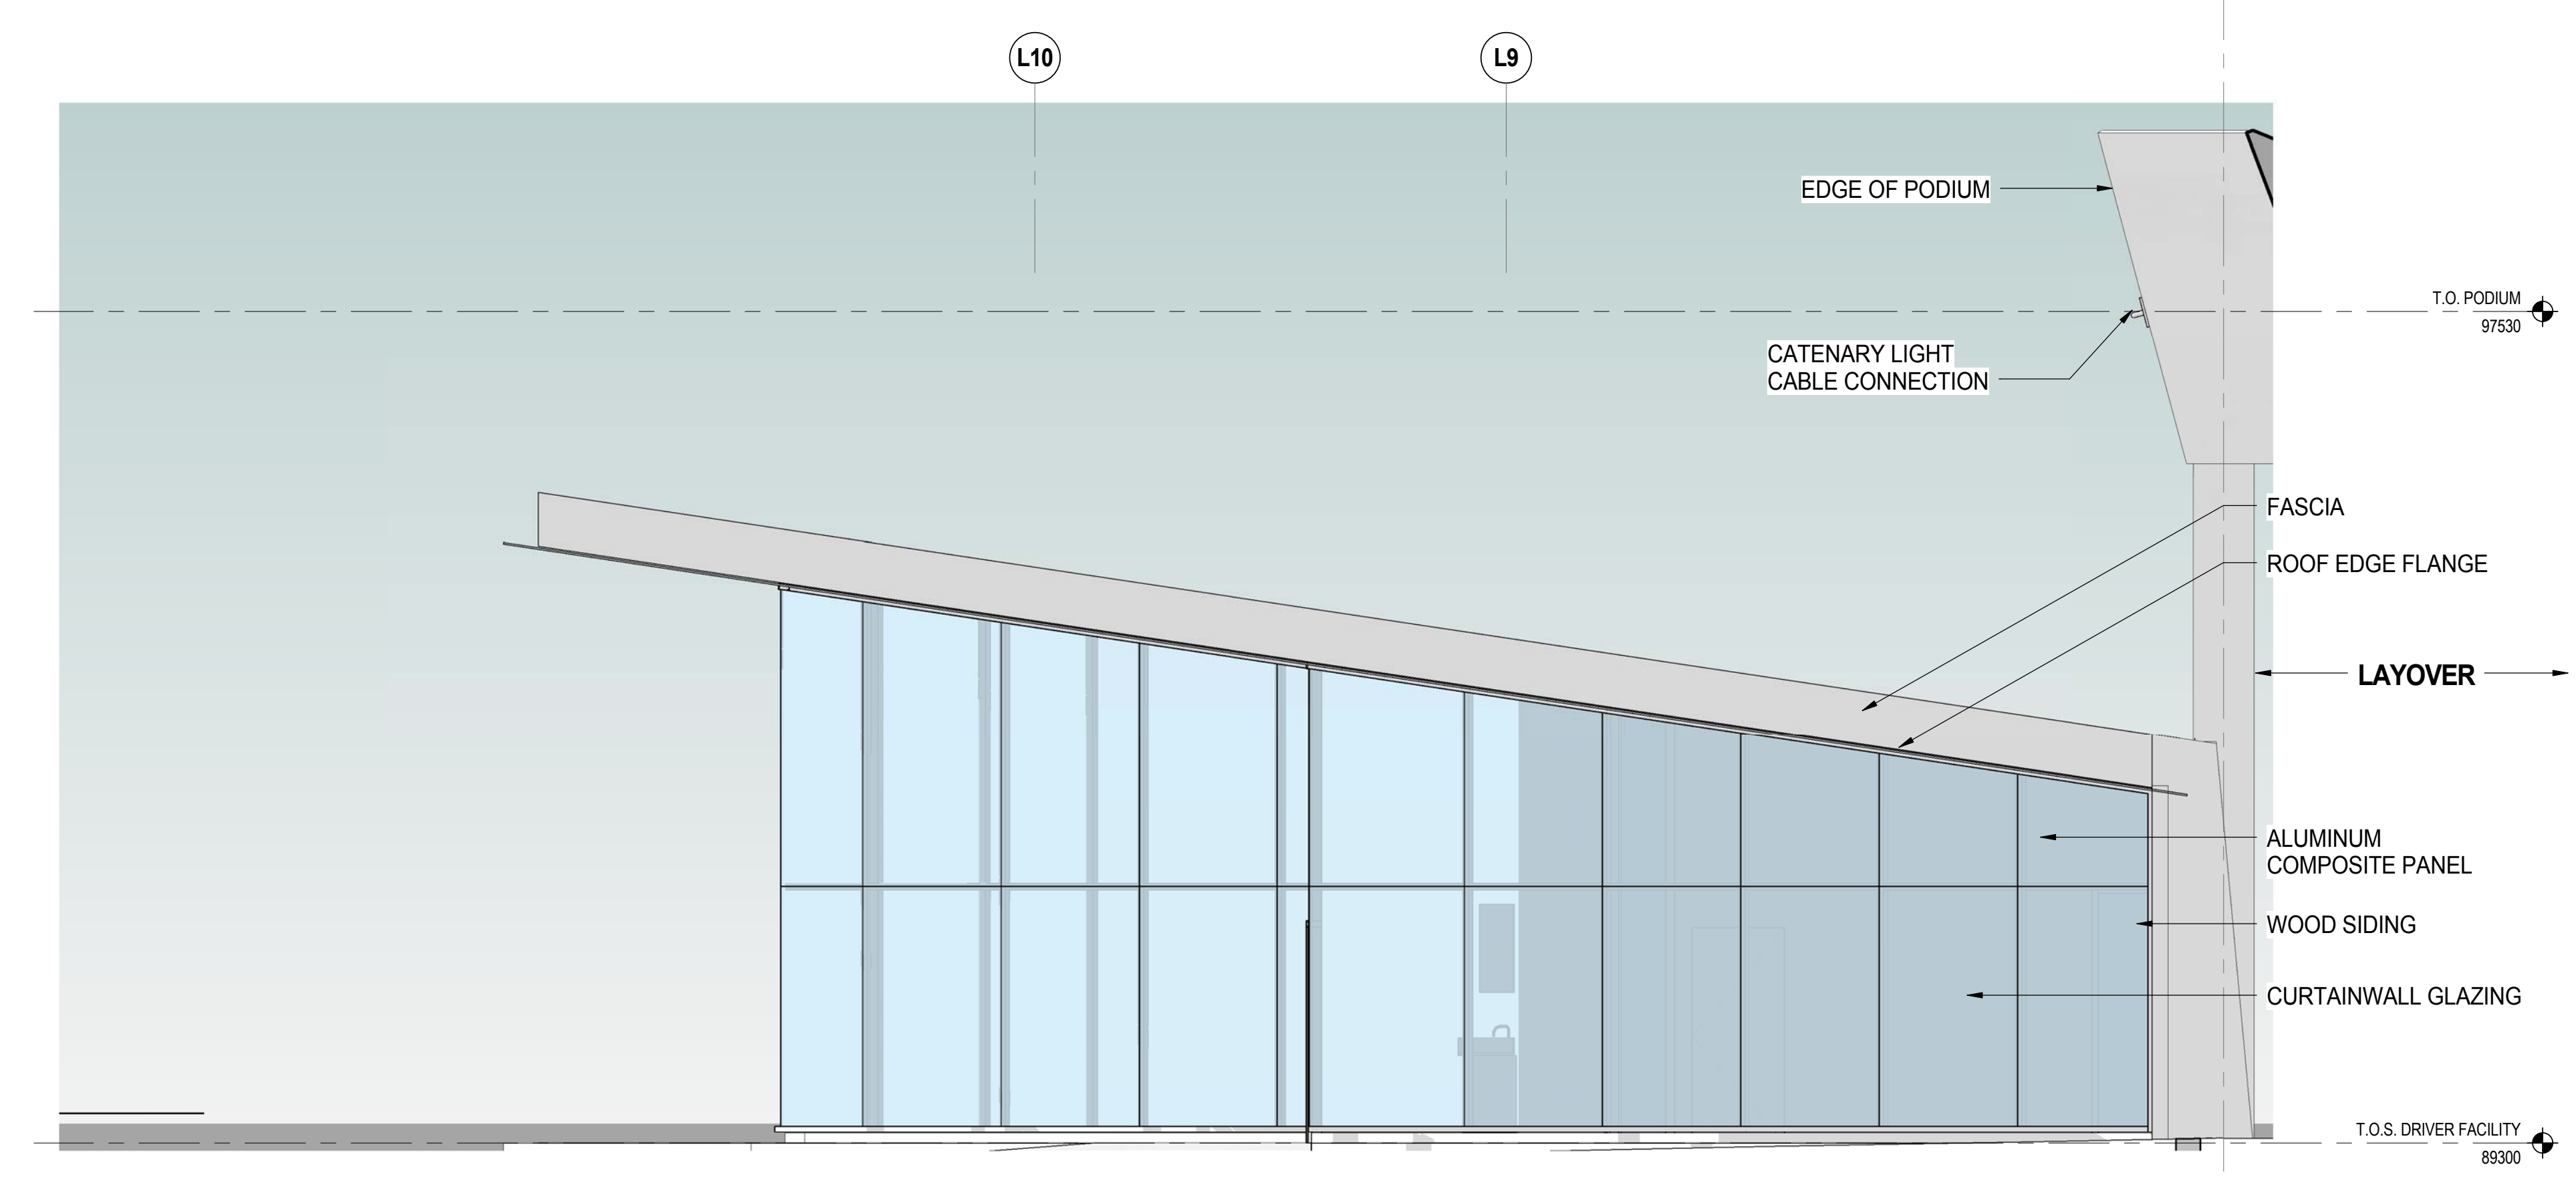 L10
L9
EDGE OF PODIUM
T.O. PODIUM
97530
CATENARY LIGHT
CABLE CONNECTION
FASCIA
ROOF EDGE FLANGE
LAYOVER
ALUMINUM
COMPOSITE PANEL
WOOD SIDING
CURTAINWALL GLAZING
T.O.S. DRIVER FACILITY
89300